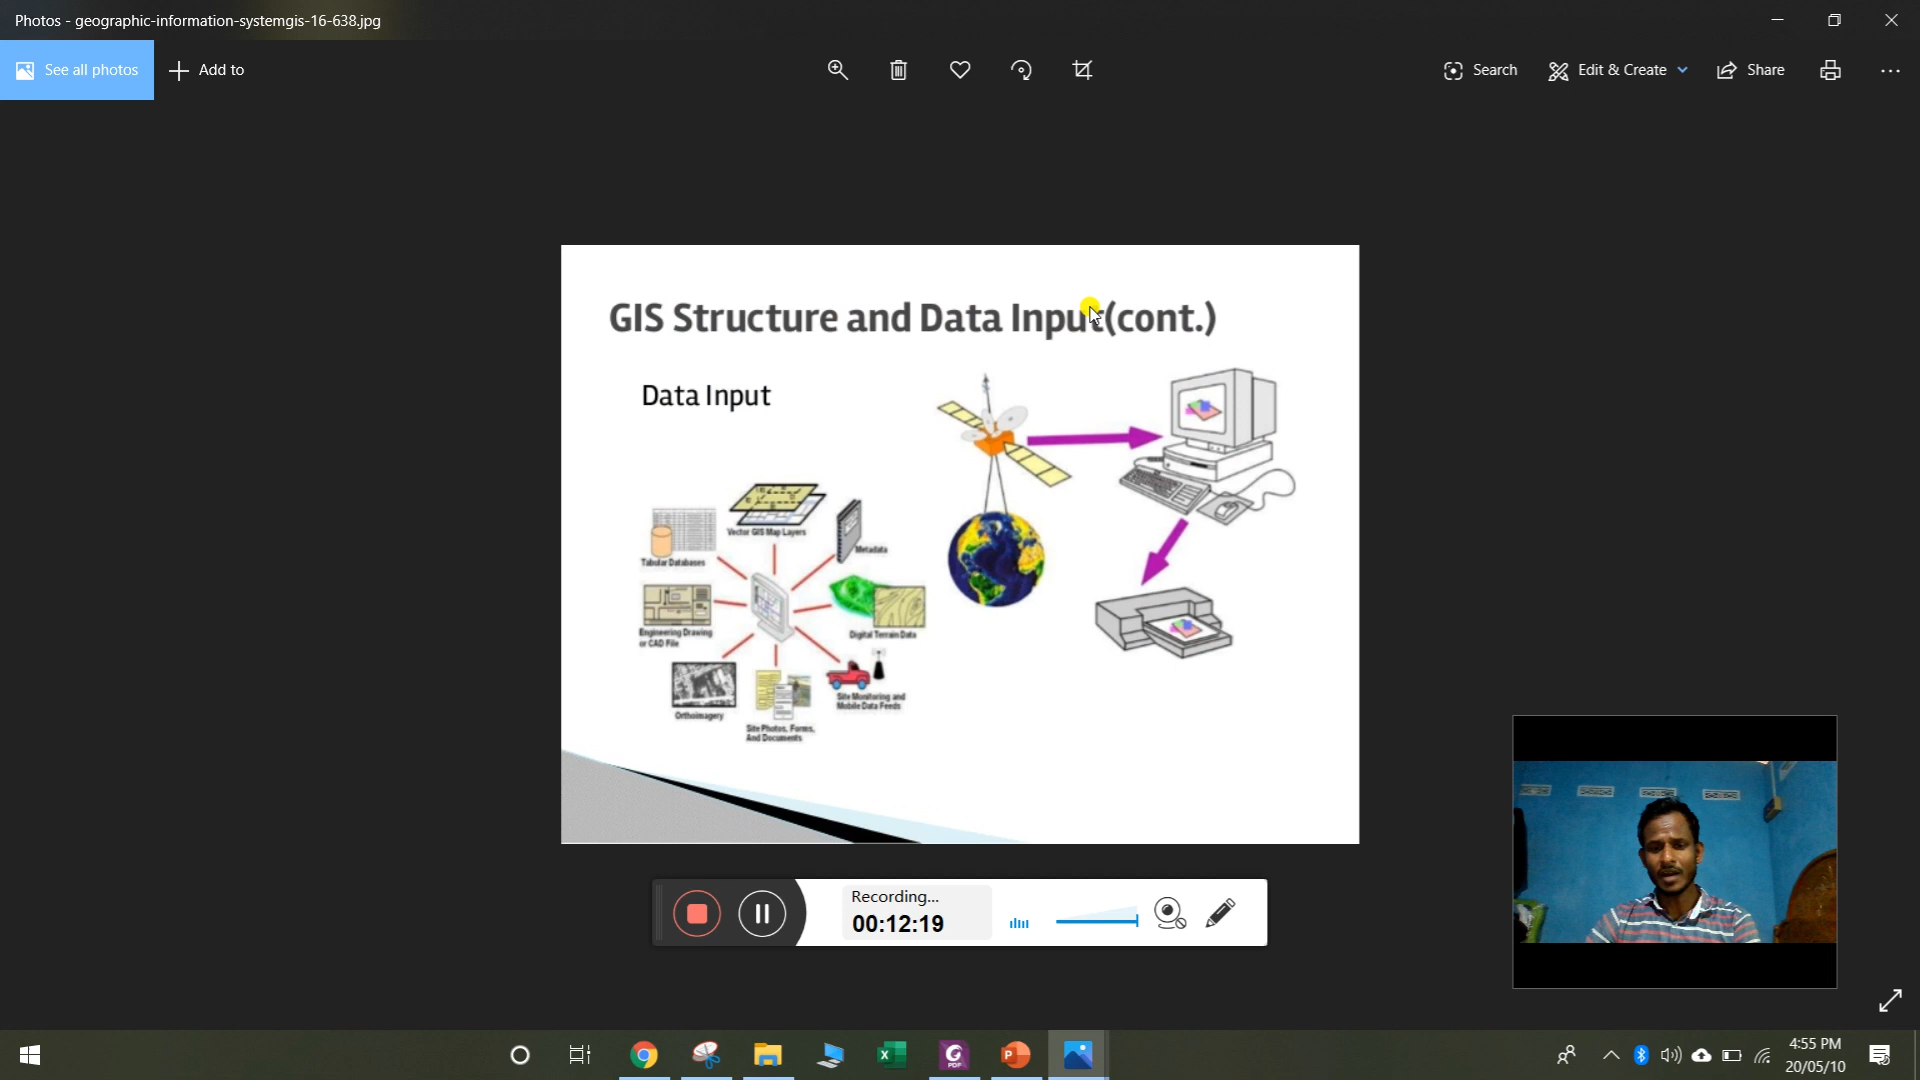 Photos - geographic-information-systemgis-16-638.jpg
See all photos
Add to
Search
Edit & Create
Share
GIS Structure and Data Input(cont.)
Data Input
Vector GIS Map Layers
Metadata
Tabular Databases
Engineering Drawing
or CAD File
Digital Terrain Data
Orthoimagery
Site Monitoring and
Mobile Data Feeds
Site Photos, Forms,
And Documents
Recording...
00:12:19
4:55 PM
20/05/10